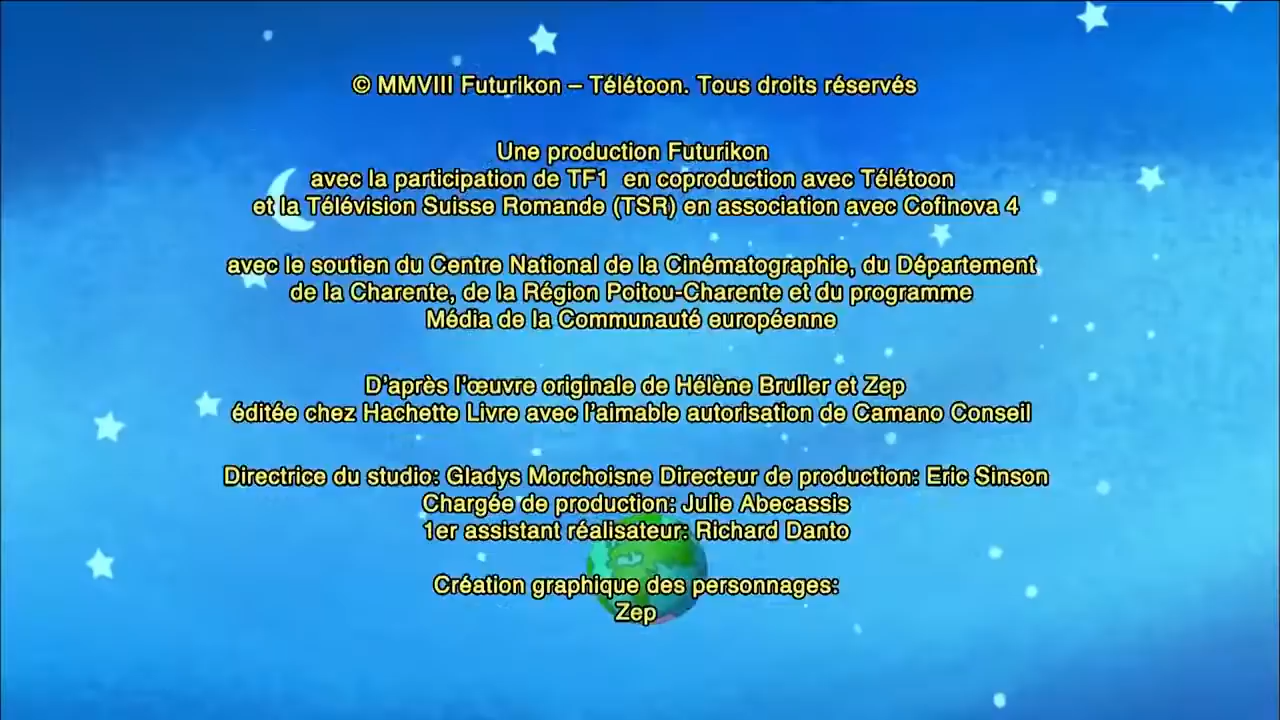 © MMVIII Futurikon – Télétoon. Tous droits réservés
Une production Futurikon
avec la participation de TF1 en coproduction avec Télétoon
et la Télévision Suisse Romande (TSR) en association avec Cofinova 4
avec le soutien du Centre National de la Cinématographie, du Département
de la Charente, de la Région Poitou-Charente et du programme
Média de la Communauté européenne
D'après l'œuvre originale de Hélène Bruller et Zep
éditée chez Hachette Livre avec l'aimable autorisation de Camano Conseil
Directrice du studio: Gladys Morchoisne Directeur de production: Eric Sinson
Chargée de production: Julie Abecassis
1er assistant réalisateur: Richard Danto
Création graphique des personnages:
Zep